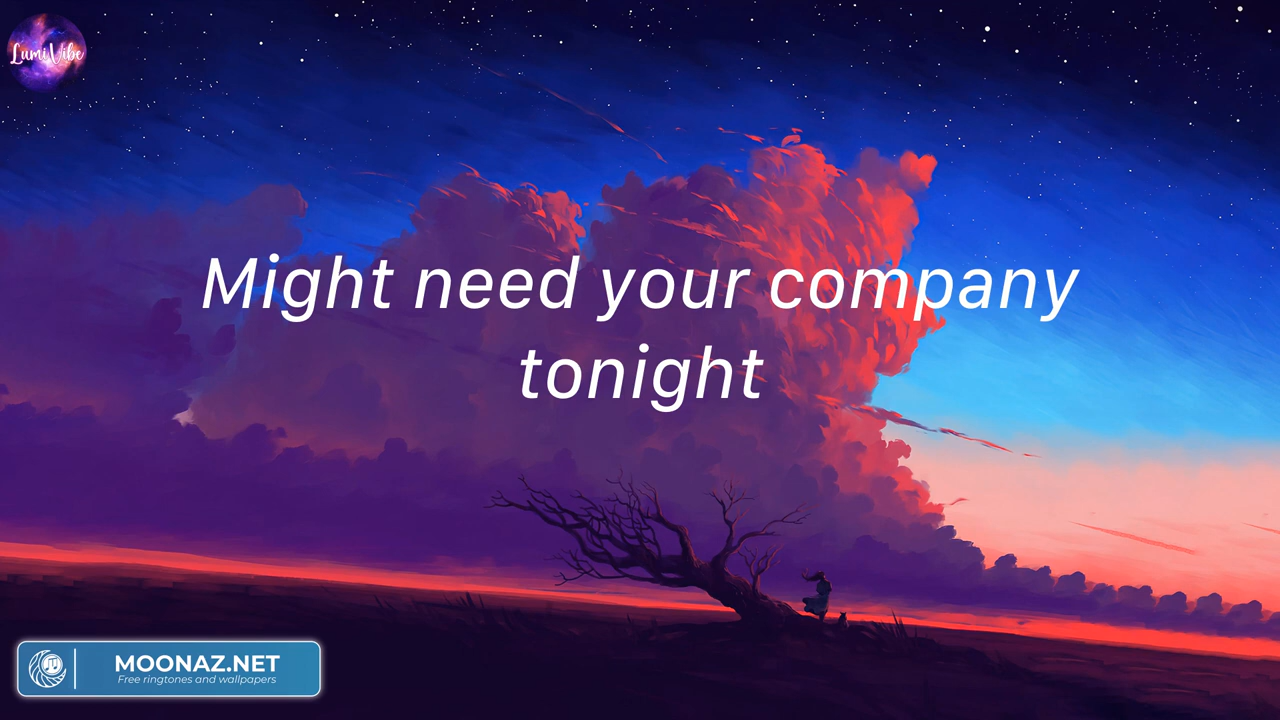 LumiVibe
Might need your company
tonight
MOONAZ.NET
Free ringtones and wallpapers